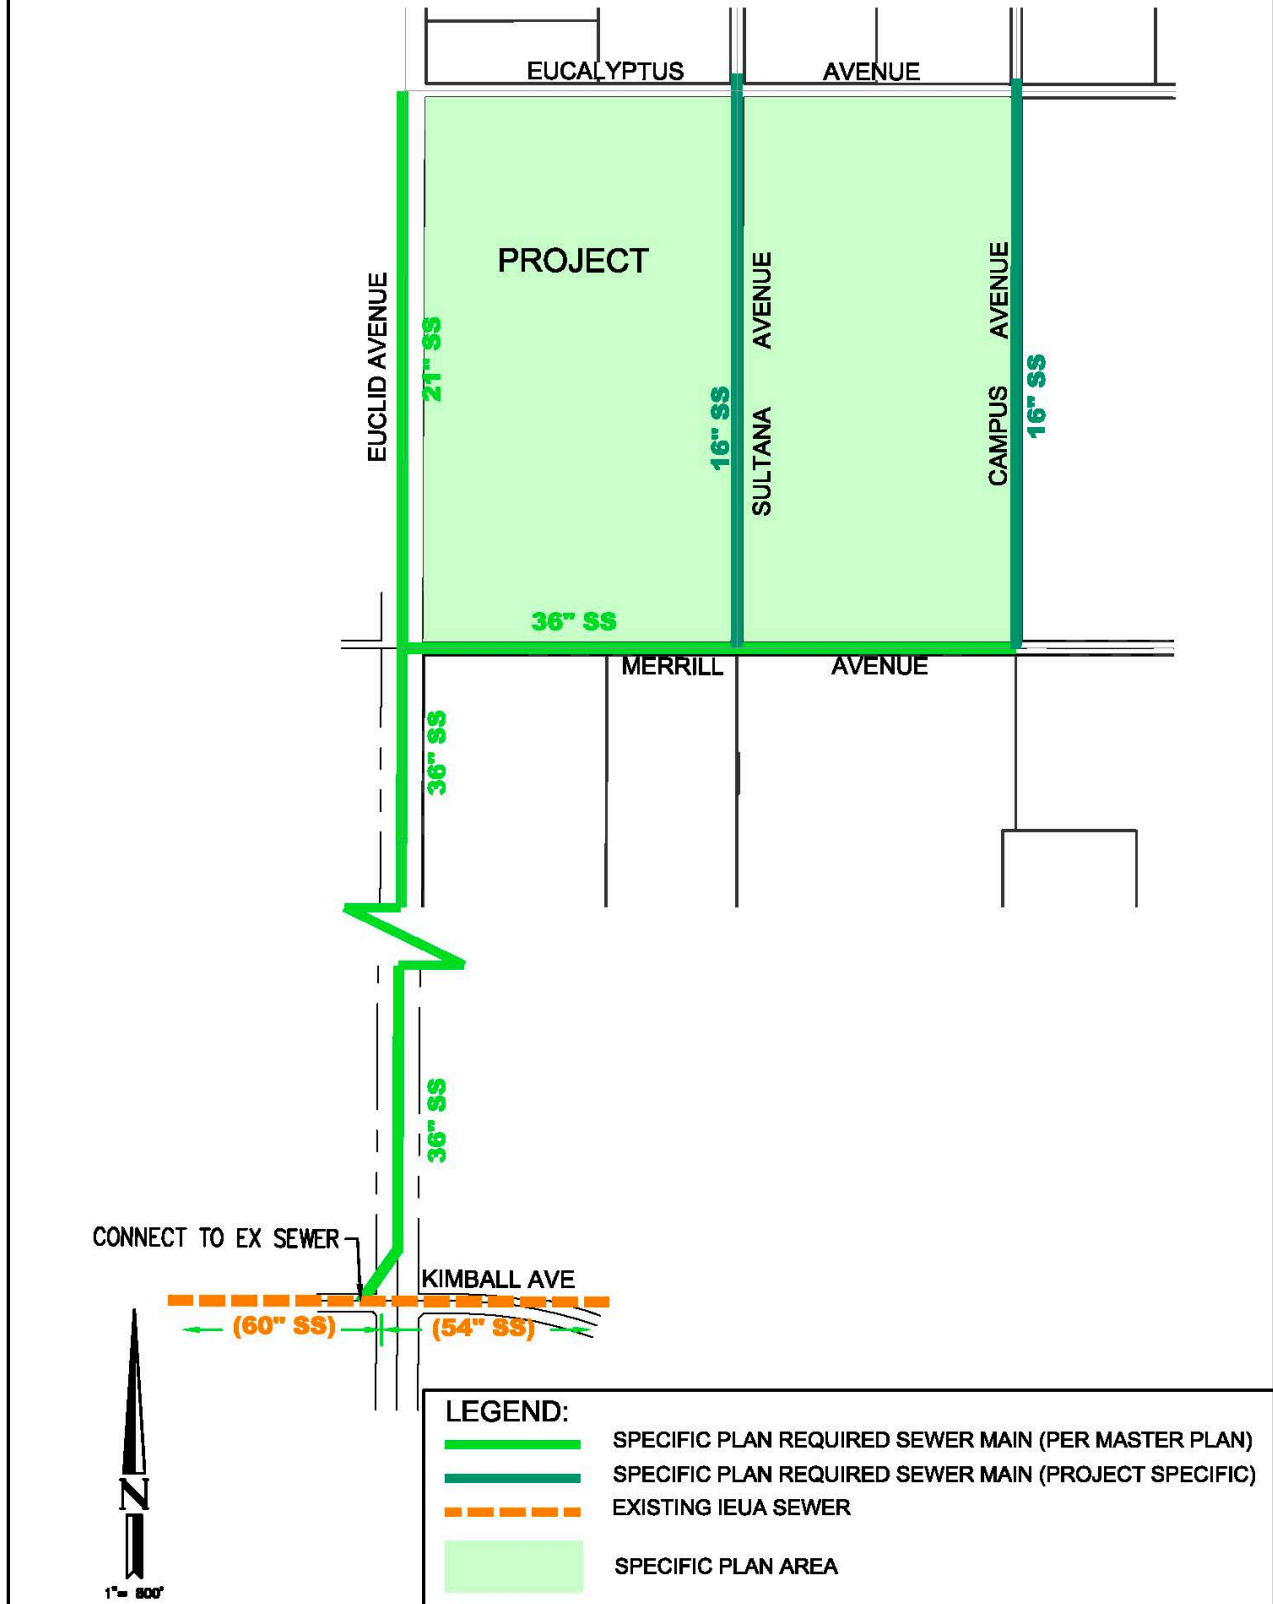 EUCALYPTUS AVENUE
PROJECT
EUCLID AVENUE
21" SS
16" SS
SULTANA AVENUE
CAMPUS AVENUE
16" SS
36" SS
MERRILL AVENUE
36" SS
36" SS
CONNECT TO EX SEWER
KIMBALL AVE
(60" SS) (54" SS)
N
1"= 800'
LEGEND:
SPECIFIC PLAN REQUIRED SEWER MAIN (PER MASTER PLAN)
SPECIFIC PLAN REQUIRED SEWER MAIN (PROJECT SPECIFIC)
EXISTING IEUA SEWER
SPECIFIC PLAN AREA